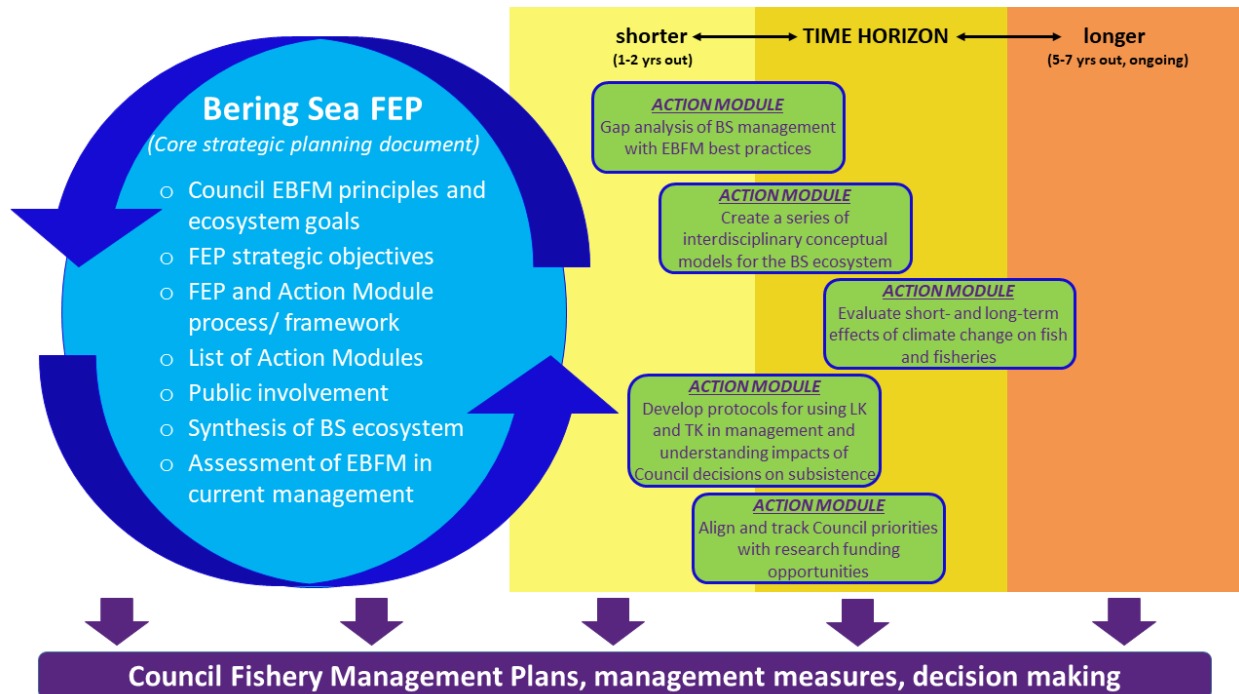 Bering Sea FEP
(Core strategic planning document)
o Council EBFM principles and
ecosystem goals
o FEP strategic objectives
o FEP and Action Module
process/ framework
o List of Action Modules
o Public involvement
o Synthesis of BS ecosystem
o Assessment of EBFM in
current management
shorter TIME HORIZON longer
(1-2 yrs out) (5-7 yrs out, ongoing)
ACTION MODULE
Gap analysis of BS management
with EBFM best practices
ACTION MODULE
Create a series of
interdisciplinary conceptual
models for the BS ecosystem
ACTION MODULE
Evaluate short- and long-term
effects of climate change on fish
and fisheries
ACTION MODULE
Develop protocols for using LK
and TK in management and
understanding impacts of
Council decisions on subsistence
ACTION MODULE
Align and track Council priorities
with research funding
opportunities
Council Fishery Management Plans, management measures, decision making